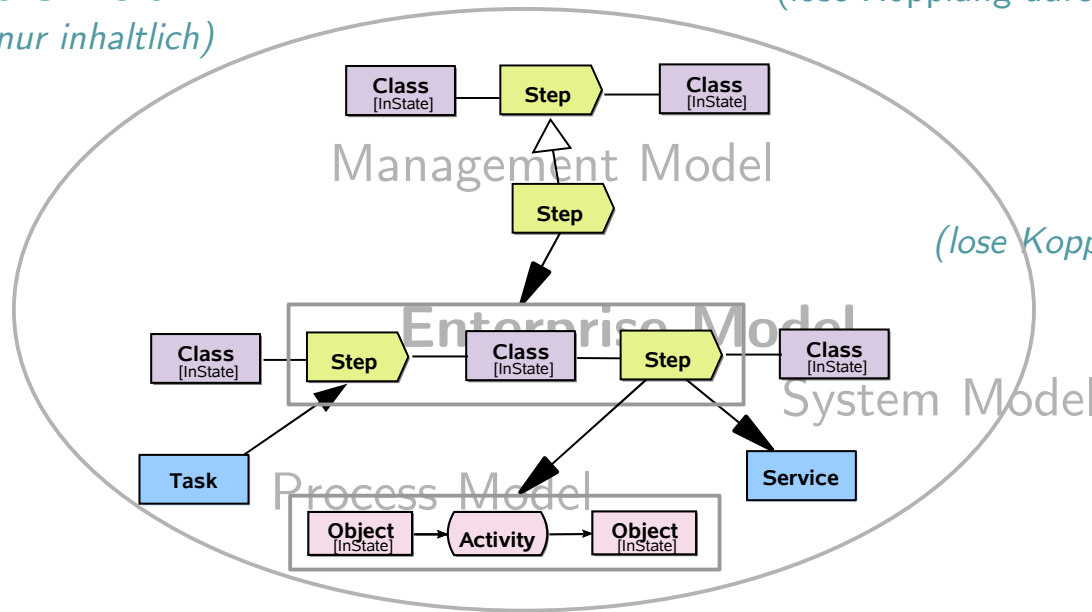 nur inhaltlich)
Class
[InState]
Step
Class
[InState]
Management Model
Step
(lose
Enterprise Model
Class
[InState]
Step
Class
[InState]
Step
Class
[InState]
System Model
Task
Service
Process Model
Object
[InState]
Activity
Object
[InState]